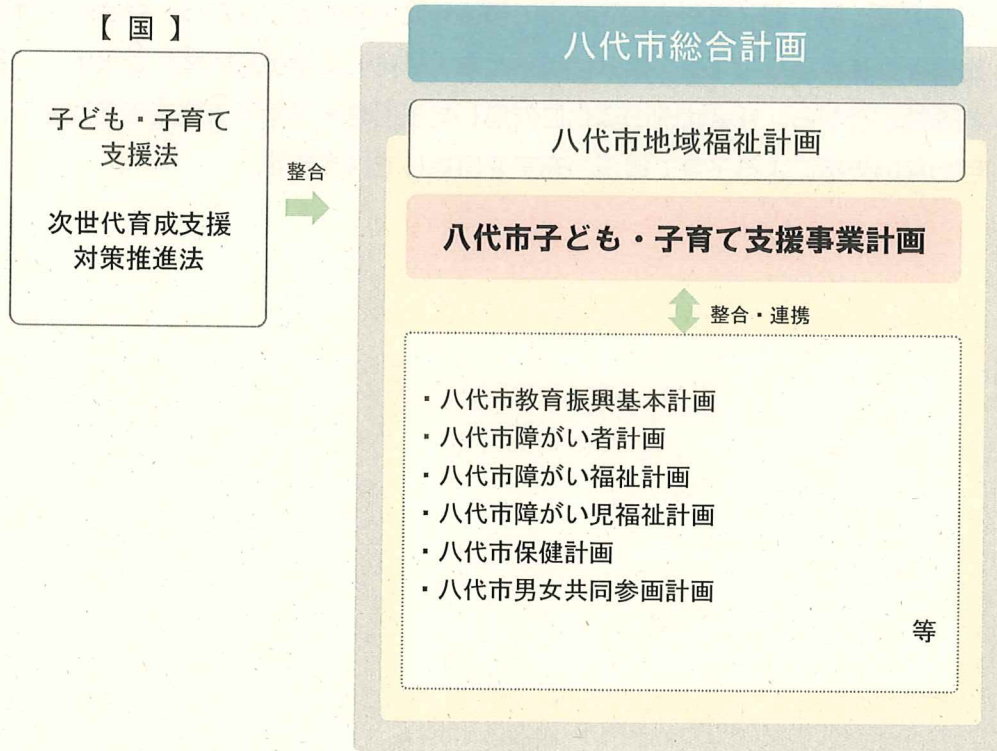 【 国 】
子ども・子育て
支援法
次世代育成支援
対策推進法
整合
八代市総合計画
八代市地域福祉計画
八代市子ども・子育て支援事業計画
整合・連携
・八代市教育振興基本計画
・八代市障がい者計画
・八代市障がい福祉計画
・八代市障がい児福祉計画
・八代市保健計画
・八代市男女共同参画計画
等